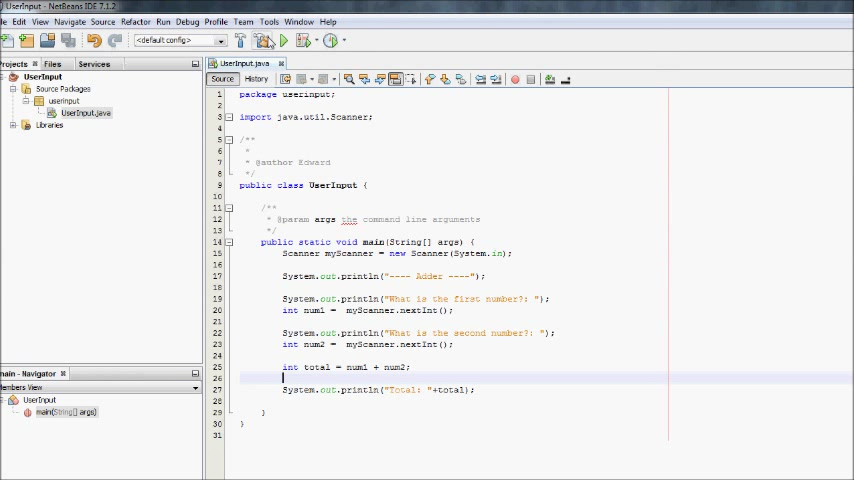 UserInput - NetBeans IDE 7.1.2
Edit View Navigate Source Refactor Run Debug Profile Team Tools Window Help
<default config>
Projects Files Services
UserInput
Source Packages
userinput
UserInput.java
Libraries
UserInput.java
Source History
1 package userinput;
2
3 import java.util.Scanner;
4
5 /**
6 *
7 * @author Edward
8 */
9 public class UserInput {
10
11 /**
12 * @param args the command line arguments
13 */
14 public static void main(String[] args) {
15 Scanner myScanner = new Scanner(System.in);
16
17 System.out.println("---- Adder ----");
18
19 System.out.println("What is the first number?: ");
20 int num1 = myScanner.nextInt();
21
22 System.out.println("What is the second number?: ");
23 int num2 = myScanner.nextInt();
24
25 int total = num1 + num2;
26
27 System.out.println("Total: "+total);
28
29 }
30 }
31
main - Navigator
Members View
UserInput
main(String[] args)